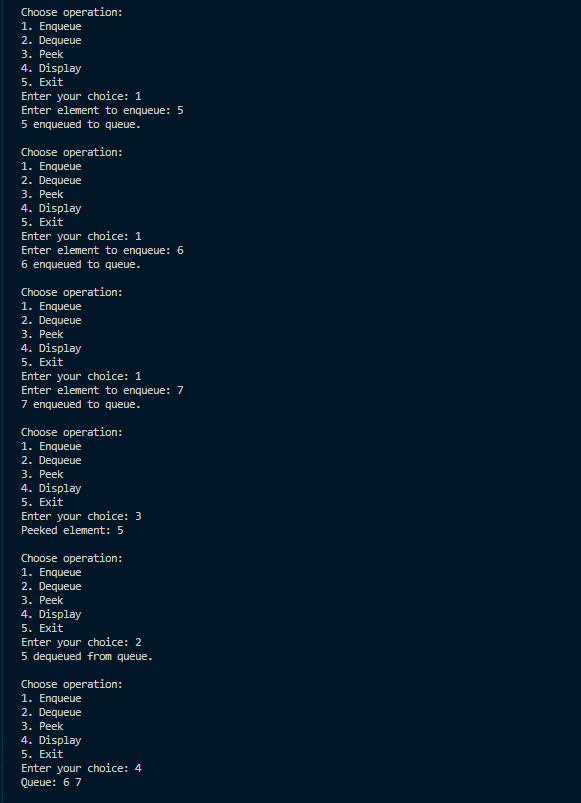 Choose operation:
1. Enqueue
2. Dequeue
3. Peek
4. Display
5. Exit
Enter your choice: 1
Enter element to enqueue: 5
5 enqueued to queue.
Choose operation:
1. Enqueue
2. Dequeue
3. Peek
4. Display
5. Exit
Enter your choice: 1
Enter element to enqueue: 6
6 enqueued to queue.
Choose operation:
1. Enqueue
2. Dequeue
3. Peek
4. Display
5. Exit
Enter your choice: 1
Enter element to enqueue: 7
7 enqueued to queue.
Choose operation:
1. Enqueue
2. Dequeue
3. Peek
4. Display
5. Exit
Enter your choice: 3
Peeked element: 5
Choose operation:
1. Enqueue
2. Dequeue
3. Peek
4. Display
5. Exit
Enter your choice: 2
5 dequeued from queue.
Choose operation:
1. Enqueue
2. Dequeue
3. Peek
4. Display
5. Exit
Enter your choice: 4
Queue: 6 7